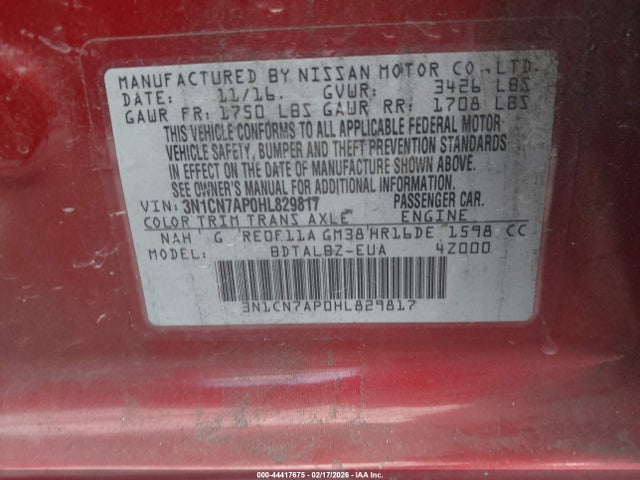 MANUFACTURED BY NISSAN MOTOR CO., LTD.
DATE: 11/16. GVWR: 3426 LBS
GAWR FR: 1750 LBS GAWR RR: 1708 LBS
THIS VEHICLE CONFORMS TO ALL APPLICABLE FEDERAL MOTOR
VEHICLE SAFETY, BUMPER AND THEFT PREVENTION STANDARDS
IN EFFECT ON THE DATE OF MANUFACTURE SHOWN ABOVE.
SEE OWNER'S MANUAL FOR ADDITIONAL INFORMATION.
VIN: 3N1CN7AP0HL829817 PASSENGER CAR.
COLOR TRIM TRANS AXLE ENGINE
NAH G RE0F11A GM38 HR16DE 1598 CC
MODEL: BDTALBZ-EUA 4Z000
3N1CN7AP0HL829817
000-44417675 - 02/17/2026 - IAA Inc.